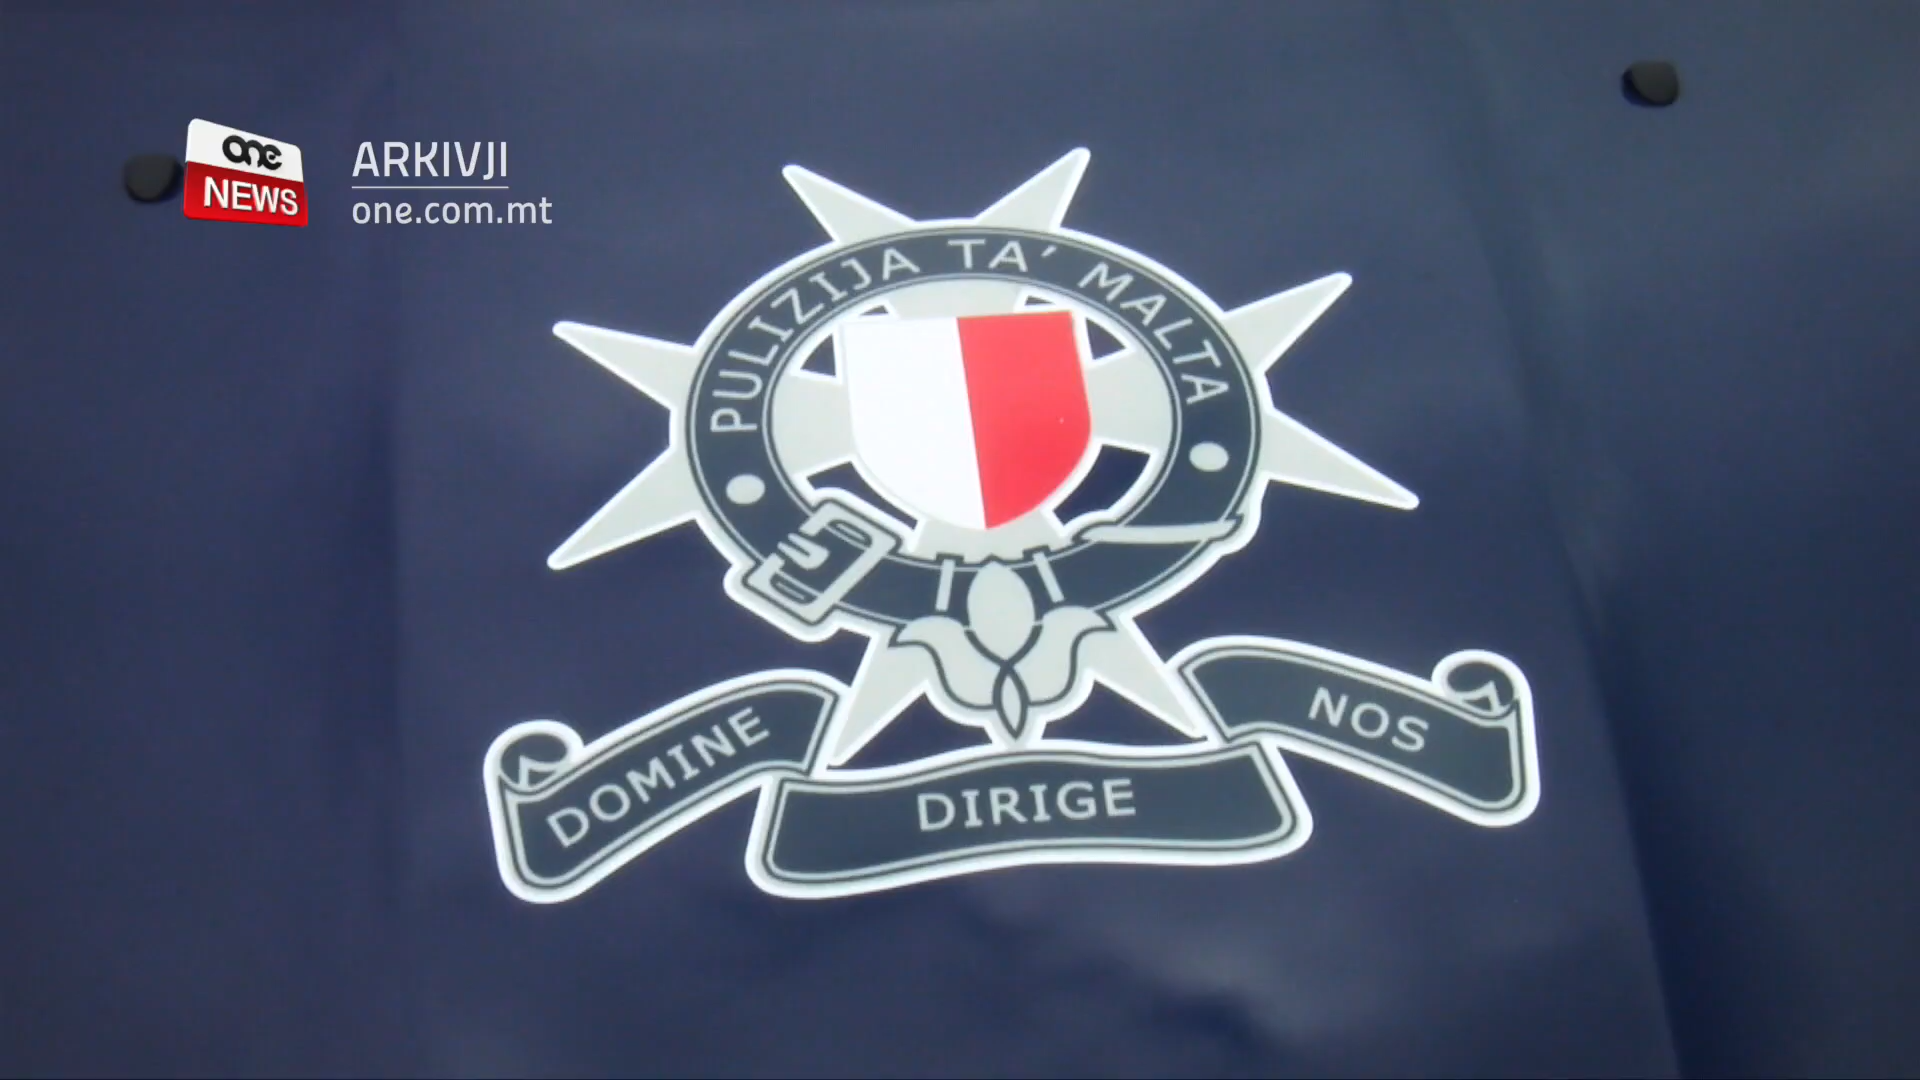 one
NEWS
ARKIVJI
one.com.mt
PULIZIJA TA' MALTA
DOMINE
DIRIGE
NOS